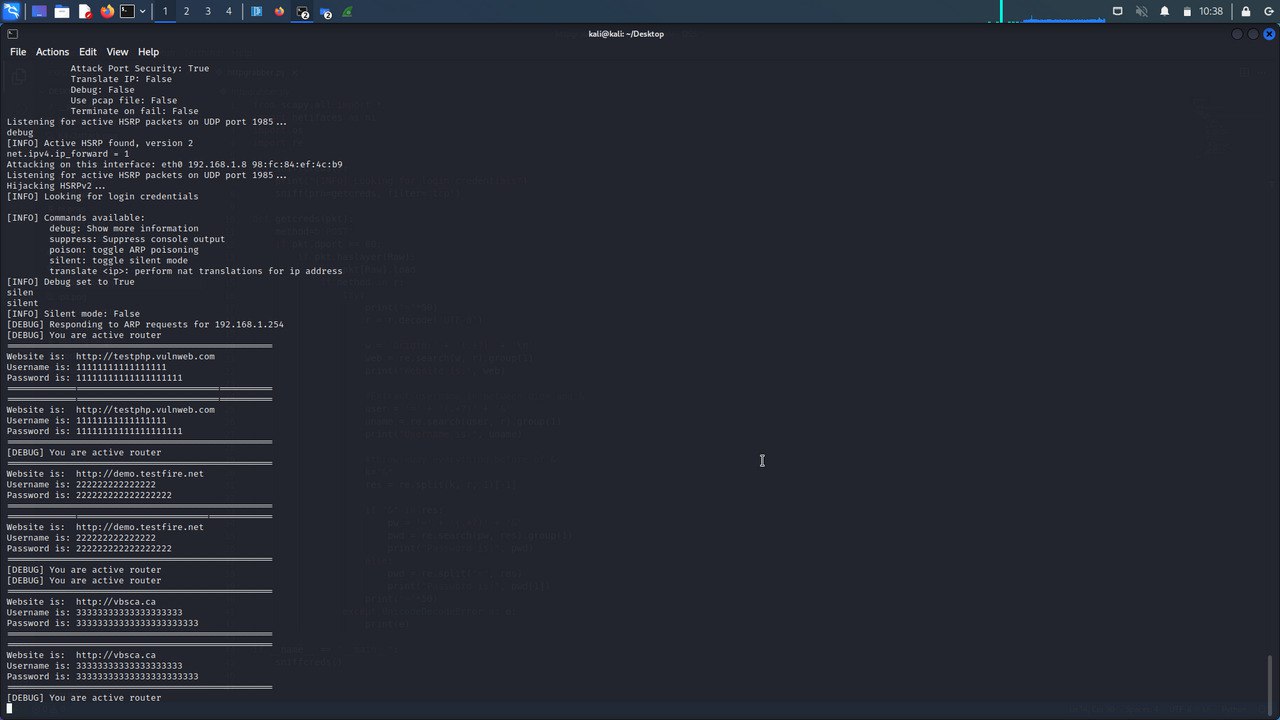 1 2 3 4
2
2
10:38
kali@kali: ~/Desktop
File Actions Edit View Help
Attack Port Security: True
Translate IP: False
Debug: False
Use pcap file: False
Terminate on fail: False
Listening for active HSRP packets on UDP port 1985...
debug
[INFO] Active HSRP found, version 2
net.ipv4.ip_forward = 1
Attacking on this interface: eth0 192.168.1.8 98:fc:84:ef:4c:b9
Listening for active HSRP packets on UDP port 1985...
Hijacking HSRPv2...
[INFO] Looking for login credentials
[INFO] Commands available:
debug: Show more information
suppress: Suppress console output
poison: toggle ARP poisoning
silent: toggle silent mode
translate <ip>: perform nat translations for ip address
[INFO] Debug set to True
silen
silent
[INFO] Silent mode: False
[DEBUG] Responding to ARP requests for 192.168.1.254
[DEBUG] You are active router
Website is: http://testphp.vulnweb.com
Username is: 11111111111111111
Password is: 11111111111111111111
Website is: http://testphp.vulnweb.com
Username is: 11111111111111111
Password is: 11111111111111111111
[DEBUG] You are active router
Website is: http://demo.testfire.net
Username is: 222222222222222
Password is: 222222222222222222
Website is: http://demo.testfire.net
Username is: 222222222222222
Password is: 222222222222222222
[DEBUG] You are active router
[DEBUG] You are active router
Website is: http://vbsca.ca
Username is: 33333333333333333333
Password is: 33333333333333333333333
Website is: http://vbsca.ca
Username is: 33333333333333333333
Password is: 33333333333333333333333
[DEBUG] You are active router